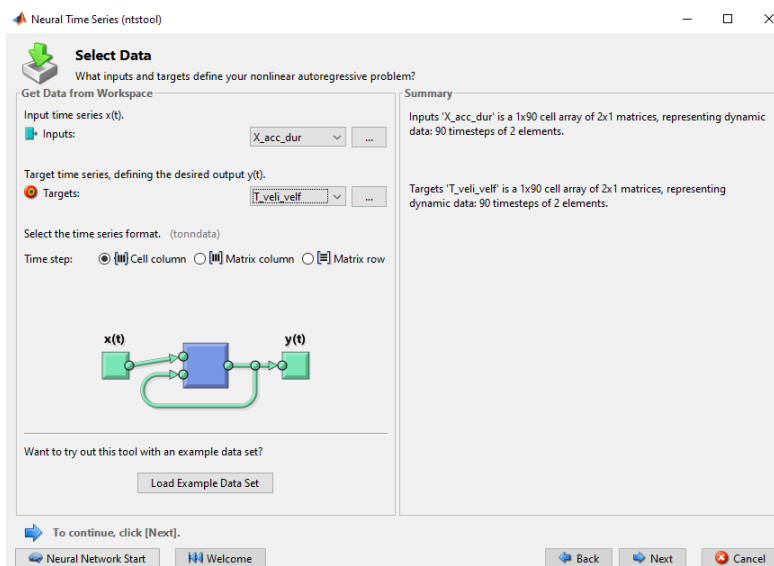 Neural Time Series (ntstool)
Select Data
What inputs and targets define your nonlinear autoregressive problem?
Get Data from Workspace
Input time series x(t).
Inputs:
X_acc_dur
...
Target time series, defining the desired output y(t).
Targets:
T_veli_velf
...
Select the time series format. (tonndata)
Time step:
Cell column
Matrix column
Matrix row
x(t)
y(t)
Want to try out this tool with an example data set?
Load Example Data Set
Summary
Inputs 'X_acc_dur' is a 1x90 cell array of 2x1 matrices, representing dynamic
data: 90 timesteps of 2 elements.
Targets 'T_veli_velf' is a 1x90 cell array of 2x1 matrices, representing
dynamic data: 90 timesteps of 2 elements.
To continue, click [Next].
Neural Network Start
Welcome
Back
Next
Cancel